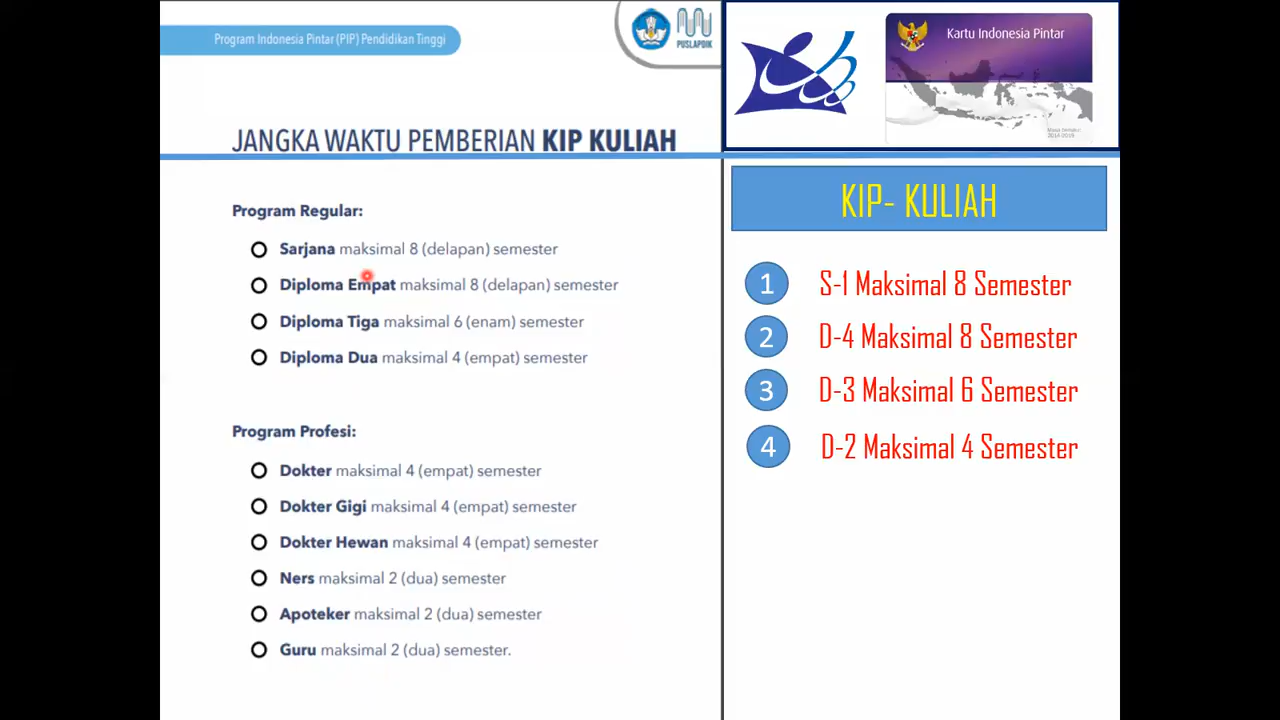 Program Indonesia Pintar (PIP) Pendidikan Tinggi
PUSLAPDIK
JANGKA WAKTU PEMBERIAN KIP KULIAH
Program Regular:
Sarjana maksimal 8 (delapan) semester
Diploma Empat maksimal 8 (delapan) semester
Diploma Tiga maksimal 6 (enam) semester
Diploma Dua maksimal 4 (empat) semester
Program Profesi:
Dokter maksimal 4 (empat) semester
Dokter Gigi maksimal 4 (empat) semester
Dokter Hewan maksimal 4 (empat) semester
Ners maksimal 2 (dua) semester
Apoteker maksimal 2 (dua) semester
Guru maksimal 2 (dua) semester.
Kartu Indonesia Pintar
KIP- KULIAH
1 S-1 Maksimal 8 Semester
2 D-4 Maksimal 8 Semester
3 D-3 Maksimal 6 Semester
4 D-2 Maksimal 4 Semester